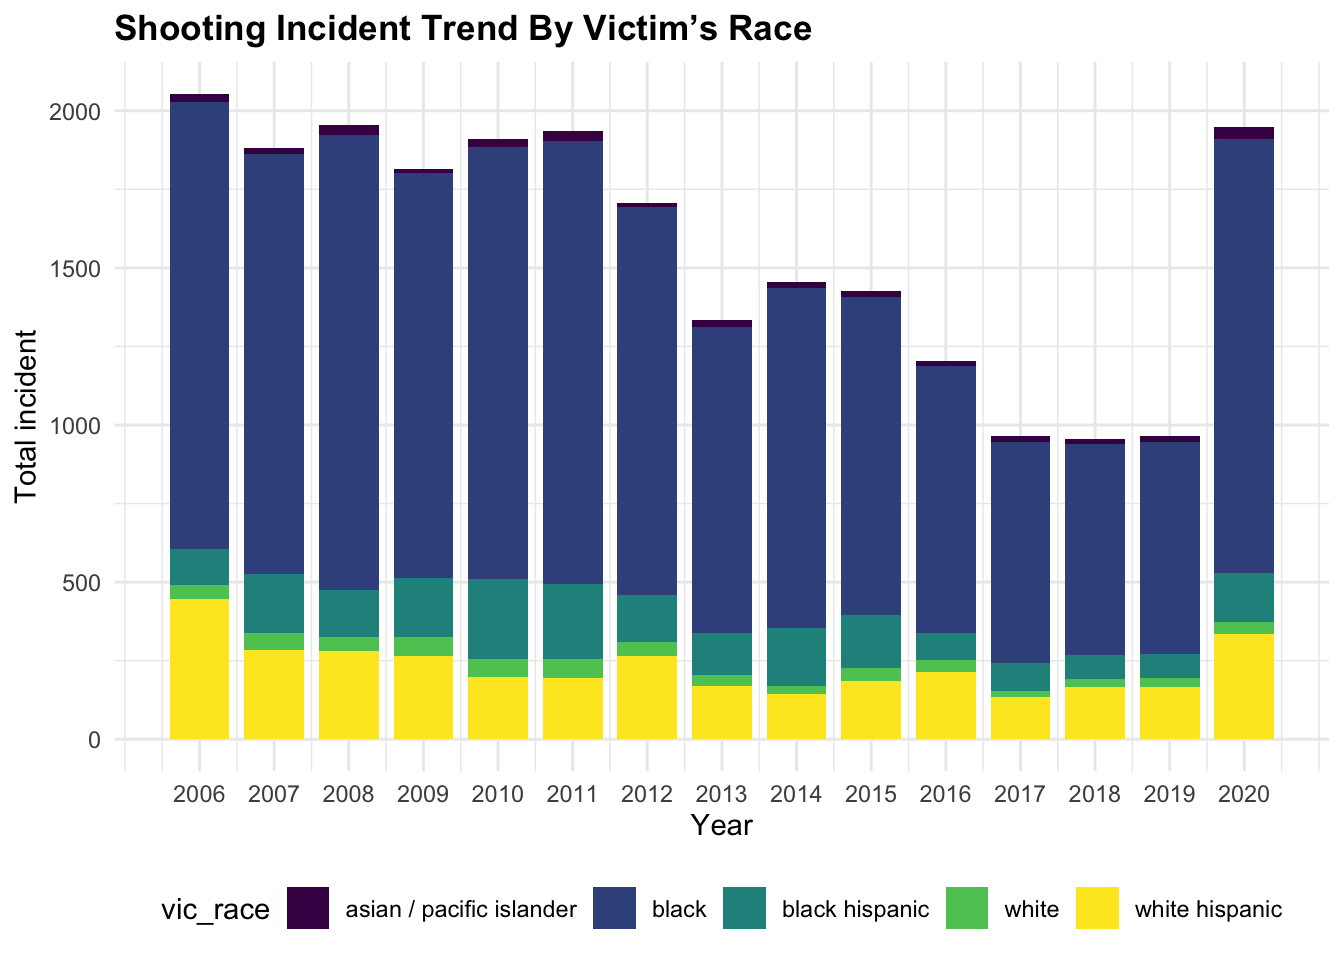 Shooting Incident Trend By Victim’s Race
Total incident
2000
1500
1000
500
0
2006 2007 2008 2009 2010 2011 2012 2013 2014 2015 2016 2017 2018 2019 2020
Year
vic_race asian / pacific islander black black hispanic white white hispanic